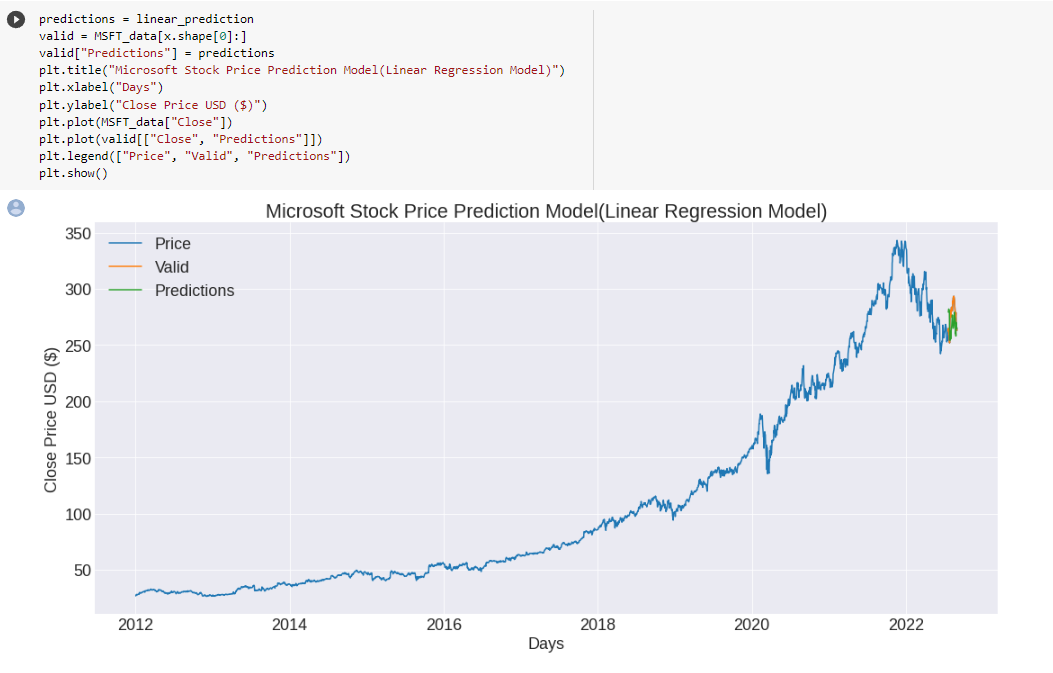 predictions = linear_prediction
valid = MSFT_data[x.shape[0]:]
valid["Predictions"] = predictions
plt.title("Microsoft Stock Price Prediction Model(Linear Regression Model)")
plt.xlabel("Days")
plt.ylabel("Close Price USD ($)")
plt.plot(MSFT_data["Close"])
plt.plot(valid[["Close", "Predictions"]])
plt.legend(["Price", "Valid", "Predictions"])
plt.show()
Microsoft Stock Price Prediction Model(Linear Regression Model)
Price
Valid
Predictions
350
300
250
200
150
100
50
Close Price USD ($)
2012 2014 2016 2018 2020 2022
Days